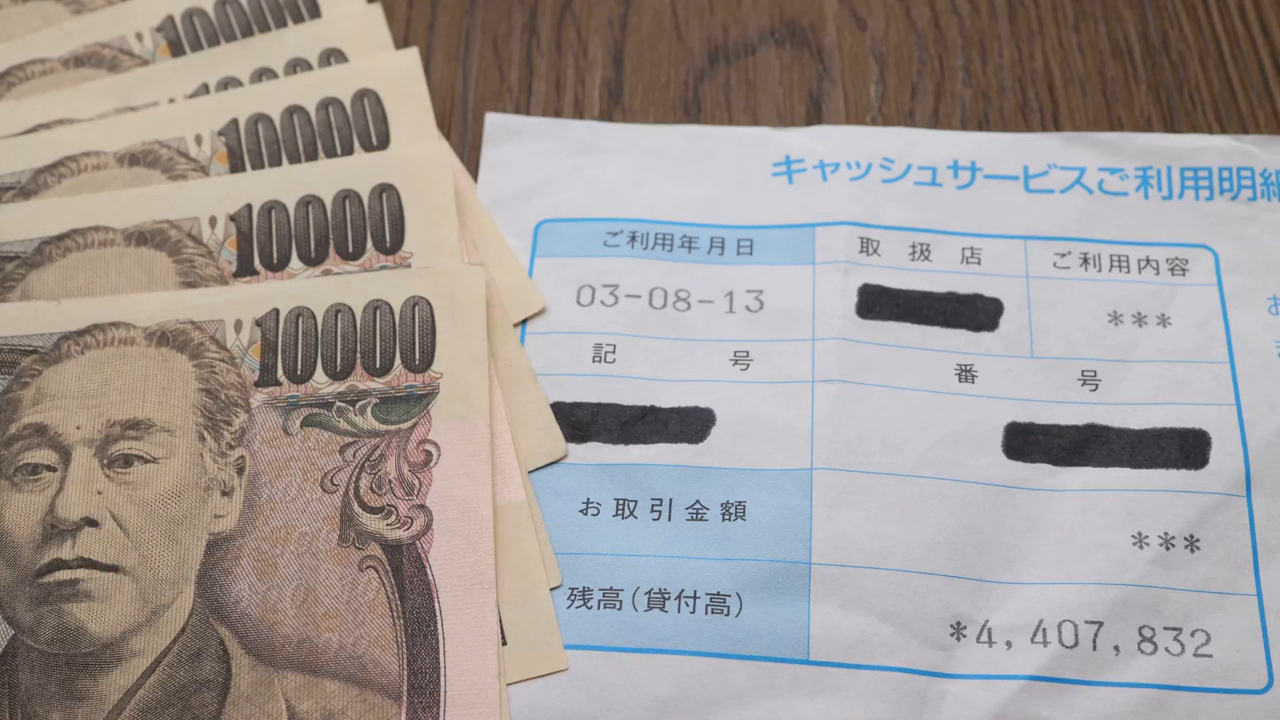 10000
10000
10000
10000
10000
キャッシュサービスご利用明細
ご利用年月日 取扱店 ご利用内容
03-08-13 ***
記号 番号
お取引金額 ***
残高(貸付高) *4,407,832